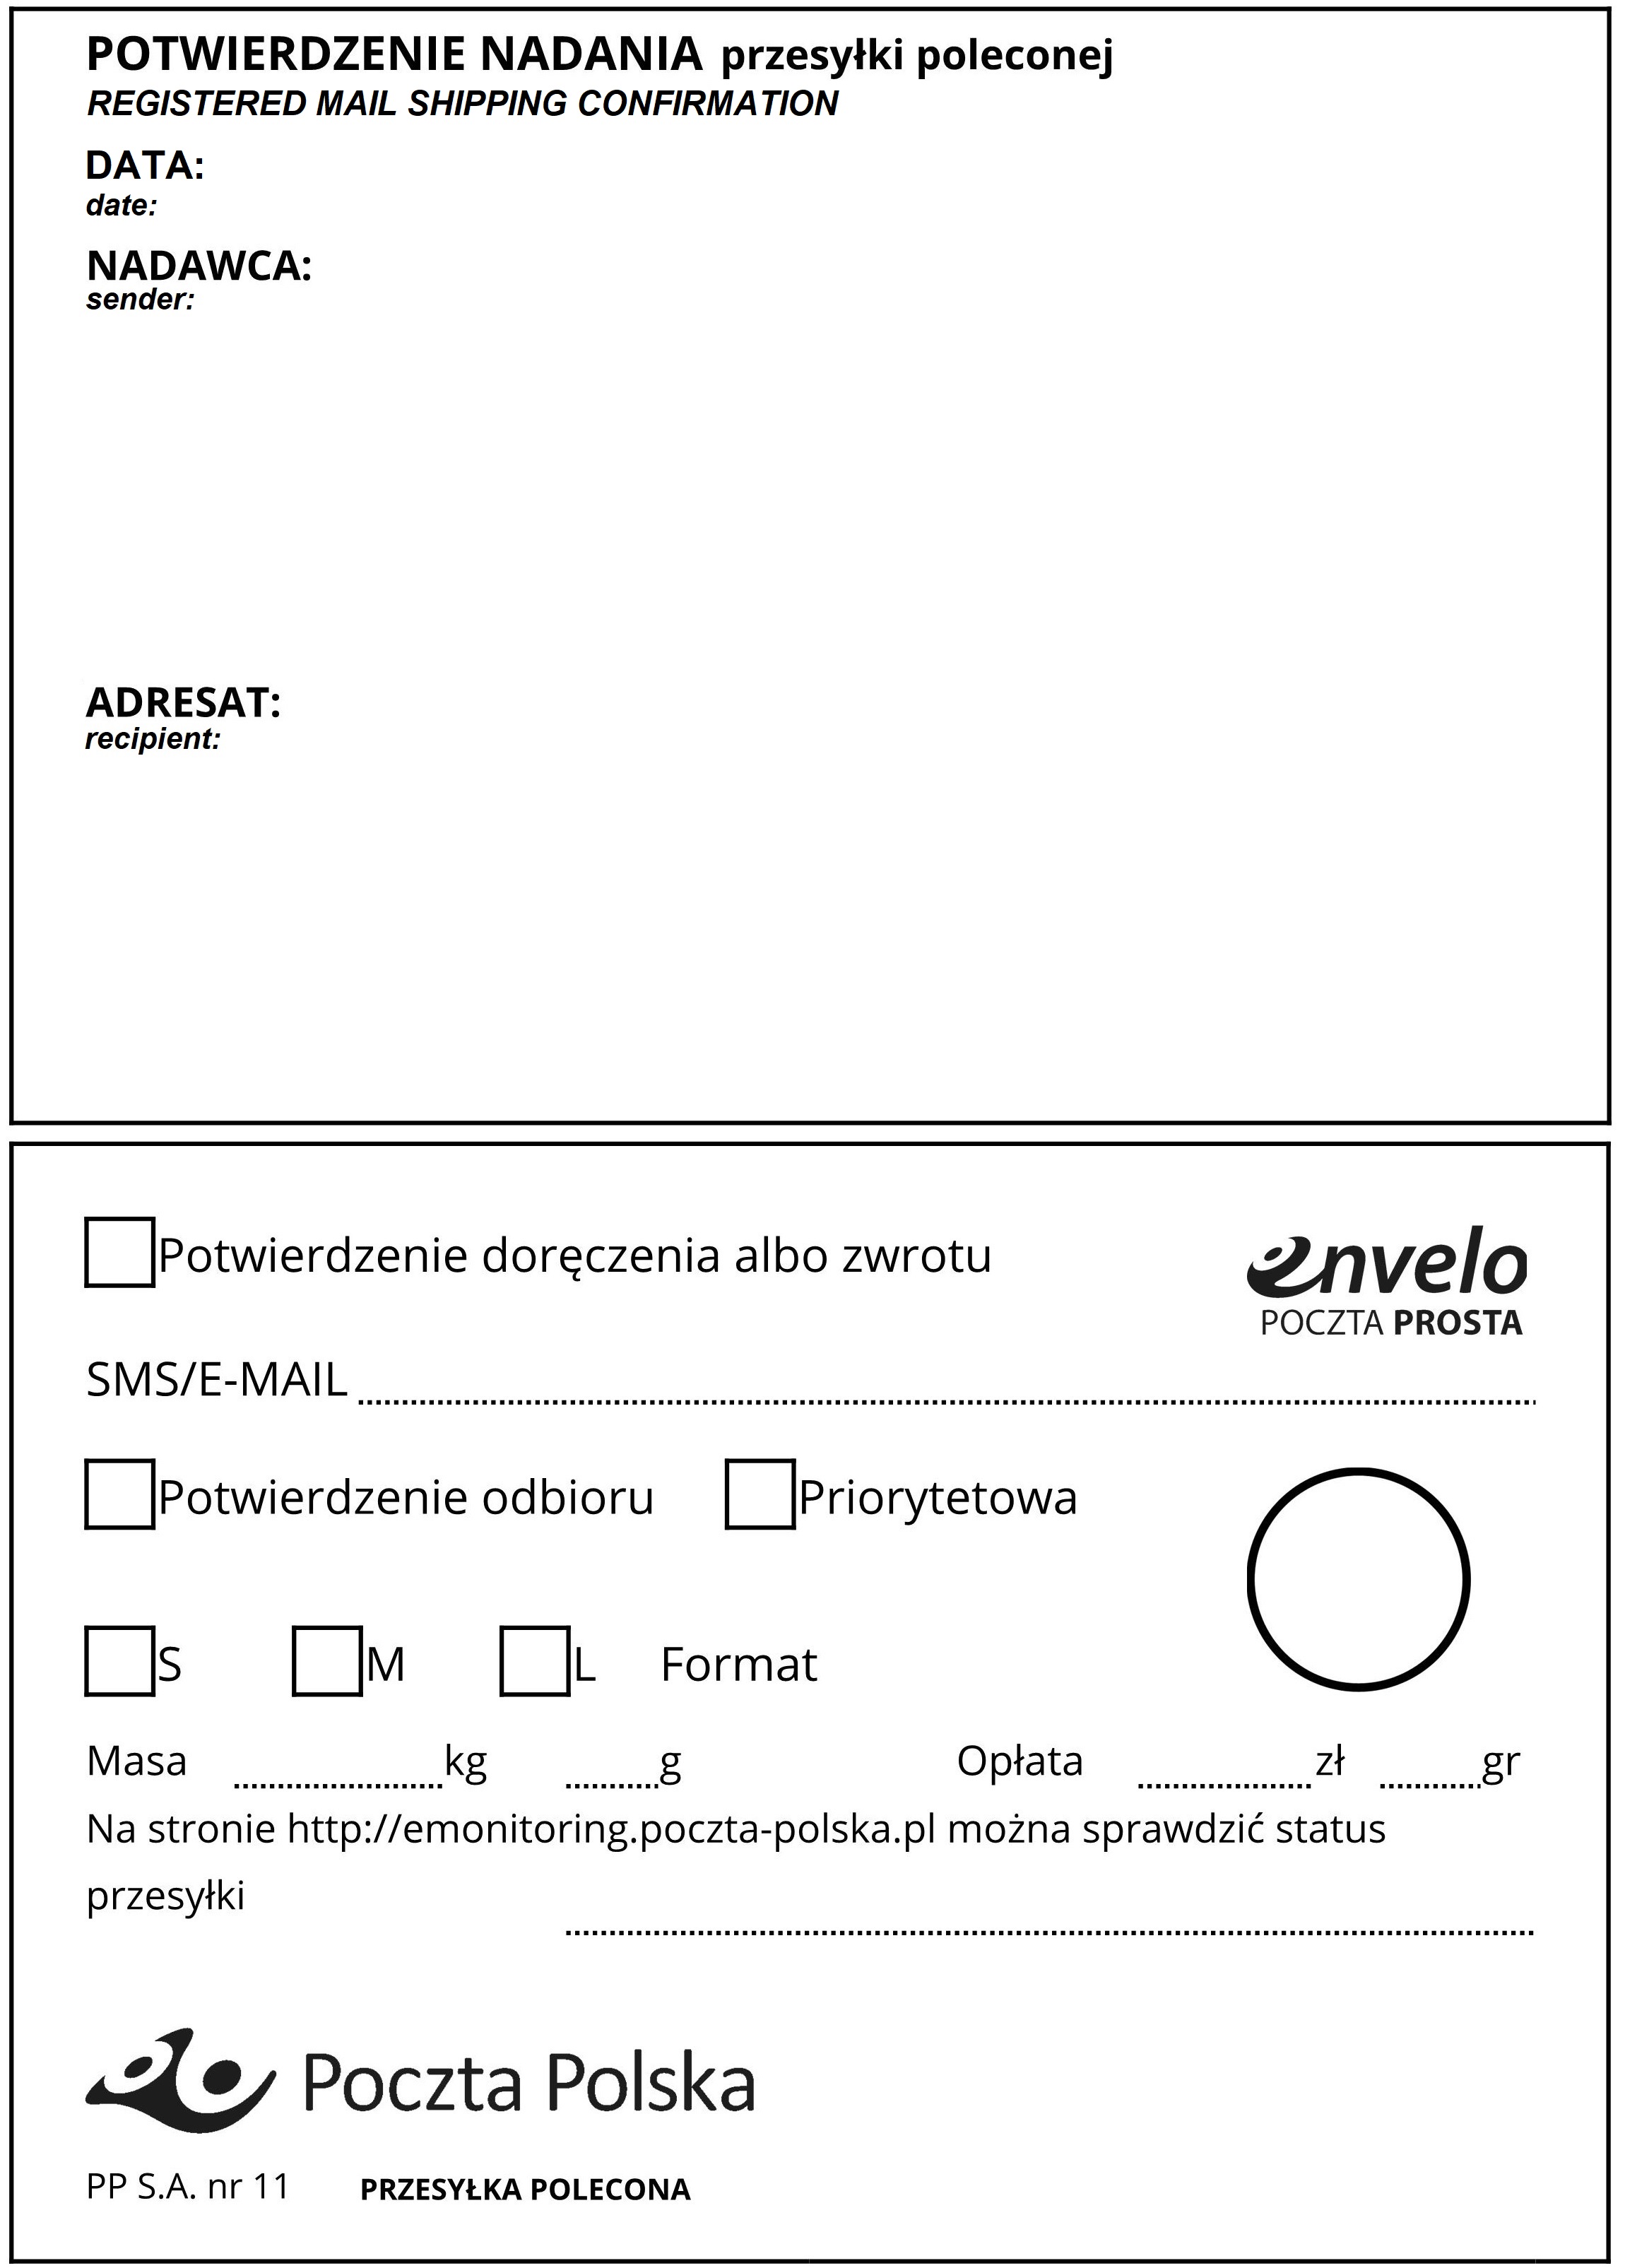 POTWIERDZENIE NADANIA przesyłki poleconej
REGISTERED MAIL SHIPPING CONFIRMATION
DATA:
date:
NADAWCA:
sender:
ADRESAT:
recipient:
Potwierdzenie doręczenia albo zwrotu
envelo
POCZTA PROSTA
SMS/E-MAIL
Potwierdzenie odbioru Priorytetowa
S M L Format
Masa kg g Opłata zł gr
Na stronie http://emonitoring.poczta-polska.pl można sprawdzić status
przesyłki
Poczta Polska
PP S.A. nr 11 PRZESYŁKA POLECONA